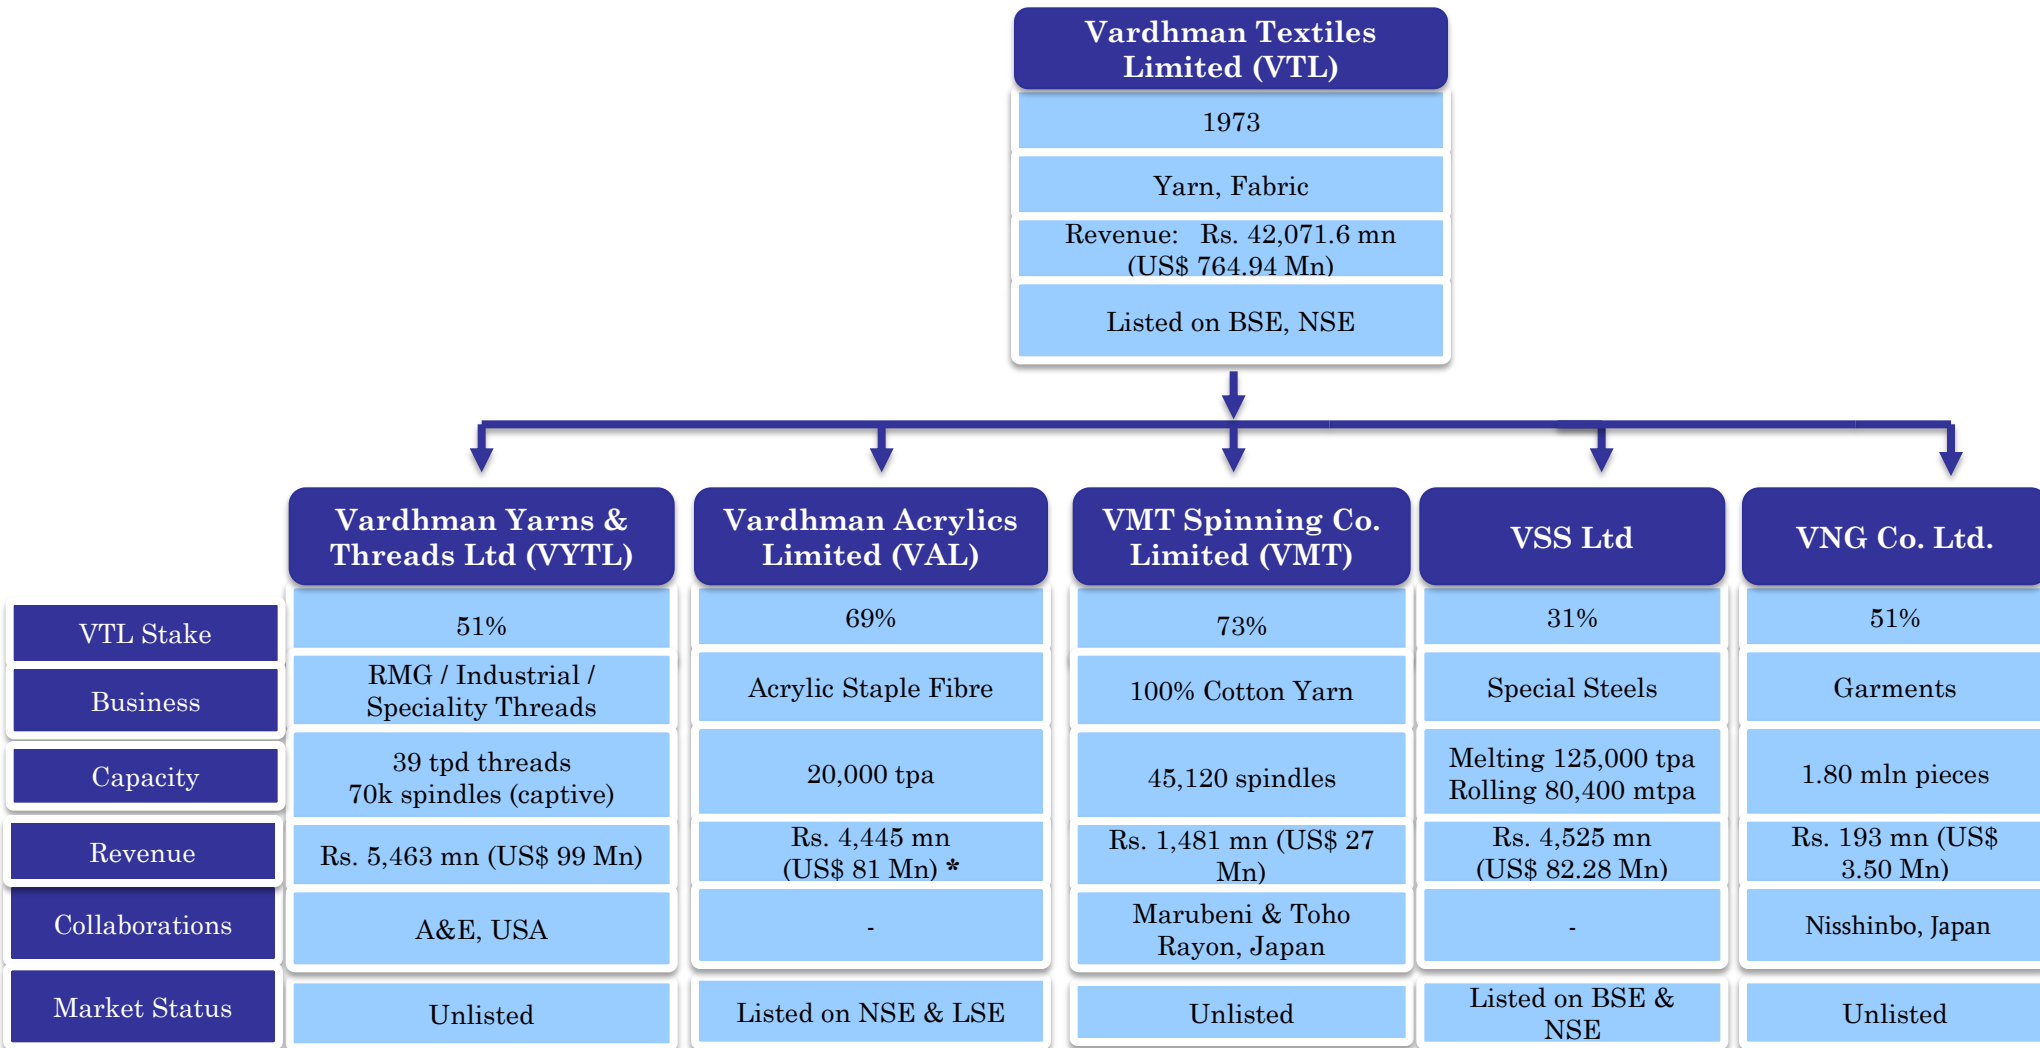 Vardhman Textiles
Limited (VTL)
1973
Yarn, Fabric
Revenue: Rs. 42,071.6 mn
(US$ 764.94 Mn)
Listed on BSE, NSE
Vardhman Yarns &
Threads Ltd (VYTL)
Vardhman Acrylics
Limited (VAL)
VMT Spinning Co.
Limited (VMT)
VSS Ltd
VNG Co. Ltd.
VTL Stake
51%
69%
73%
31%
51%
Business
RMG / Industrial /
Speciality Threads
Acrylic Staple Fibre
100% Cotton Yarn
Special Steels
Garments
Capacity
39 tpd threads
70k spindles (captive)
20,000 tpa
45,120 spindles
Melting 125,000 tpa
Rolling 80,400 mtpa
1.80 mln pieces
Revenue
Rs. 5,463 mn (US$ 99 Mn)
Rs. 4,445 mn
(US$ 81 Mn) *
Rs. 1,481 mn (US$ 27
Mn)
Rs. 4,525 mn
(US$ 82.28 Mn)
Rs. 193 mn (US$
3.50 Mn)
Collaborations
A&E, USA
-
Marubeni & Toho
Rayon, Japan
-
Nisshinbo, Japan
Market Status
Unlisted
Listed on NSE & LSE
Unlisted
Listed on BSE &
NSE
Unlisted